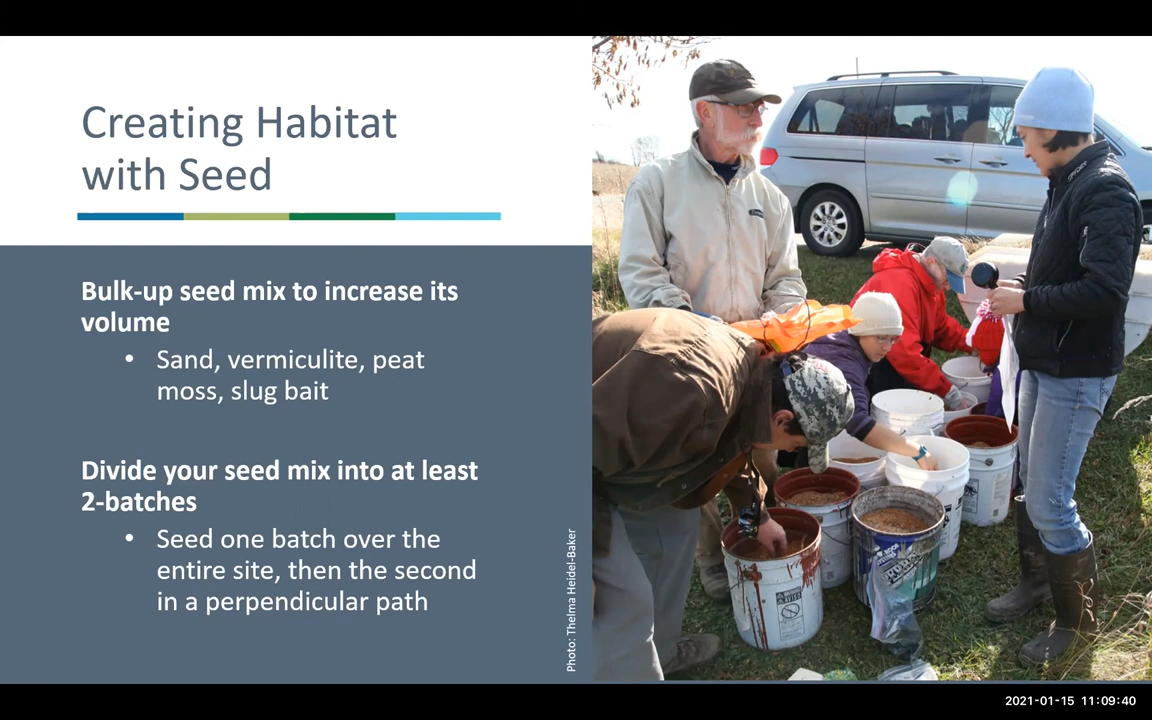 Creating Habitat
with Seed
Bulk-up seed mix to increase its
volume
• Sand, vermiculite, peat
moss, slug bait
Divide your seed mix into at least
2-batches
• Seed one batch over the
entire site, then the second
in a perpendicular path
Photo: Thelma Heidel-Baker
2021-01-15 11:09:40